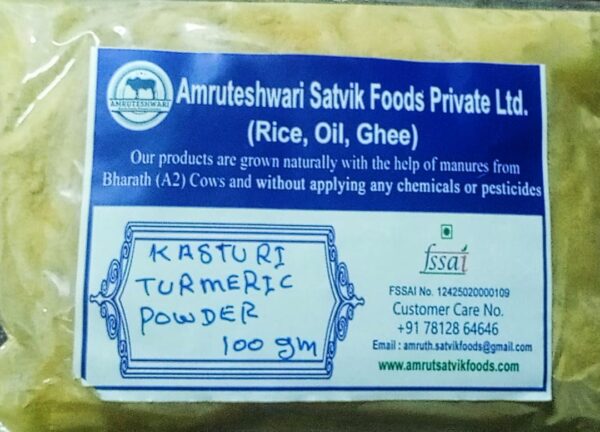 AMRUTESHWARI
Amruteshwari Satvik Foods Private Ltd.
(Rice, Oil, Ghee)
Our products are grown naturally with the help of manures from
Bharath (A2) Cows and without applying any chemicals or pesticides
KASTURI
TURMERIC
POWDER
100 gm
fssai
FSSAI No. 12425020000109
Customer Care No.
+91 78128 64646
Email : amruth.satvikfoods@gmail.com
www.amrutsatvikfoods.com